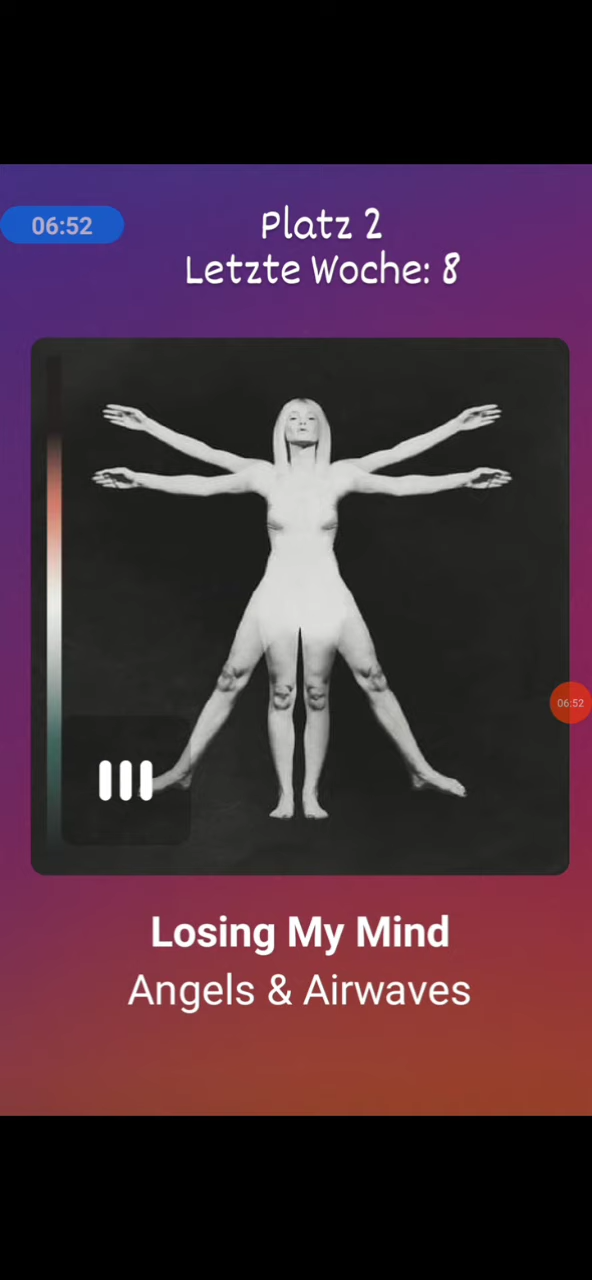 06:52
Platz 2
Letzte Woche: 8
06:52
Losing My Mind
Angels & Airwaves